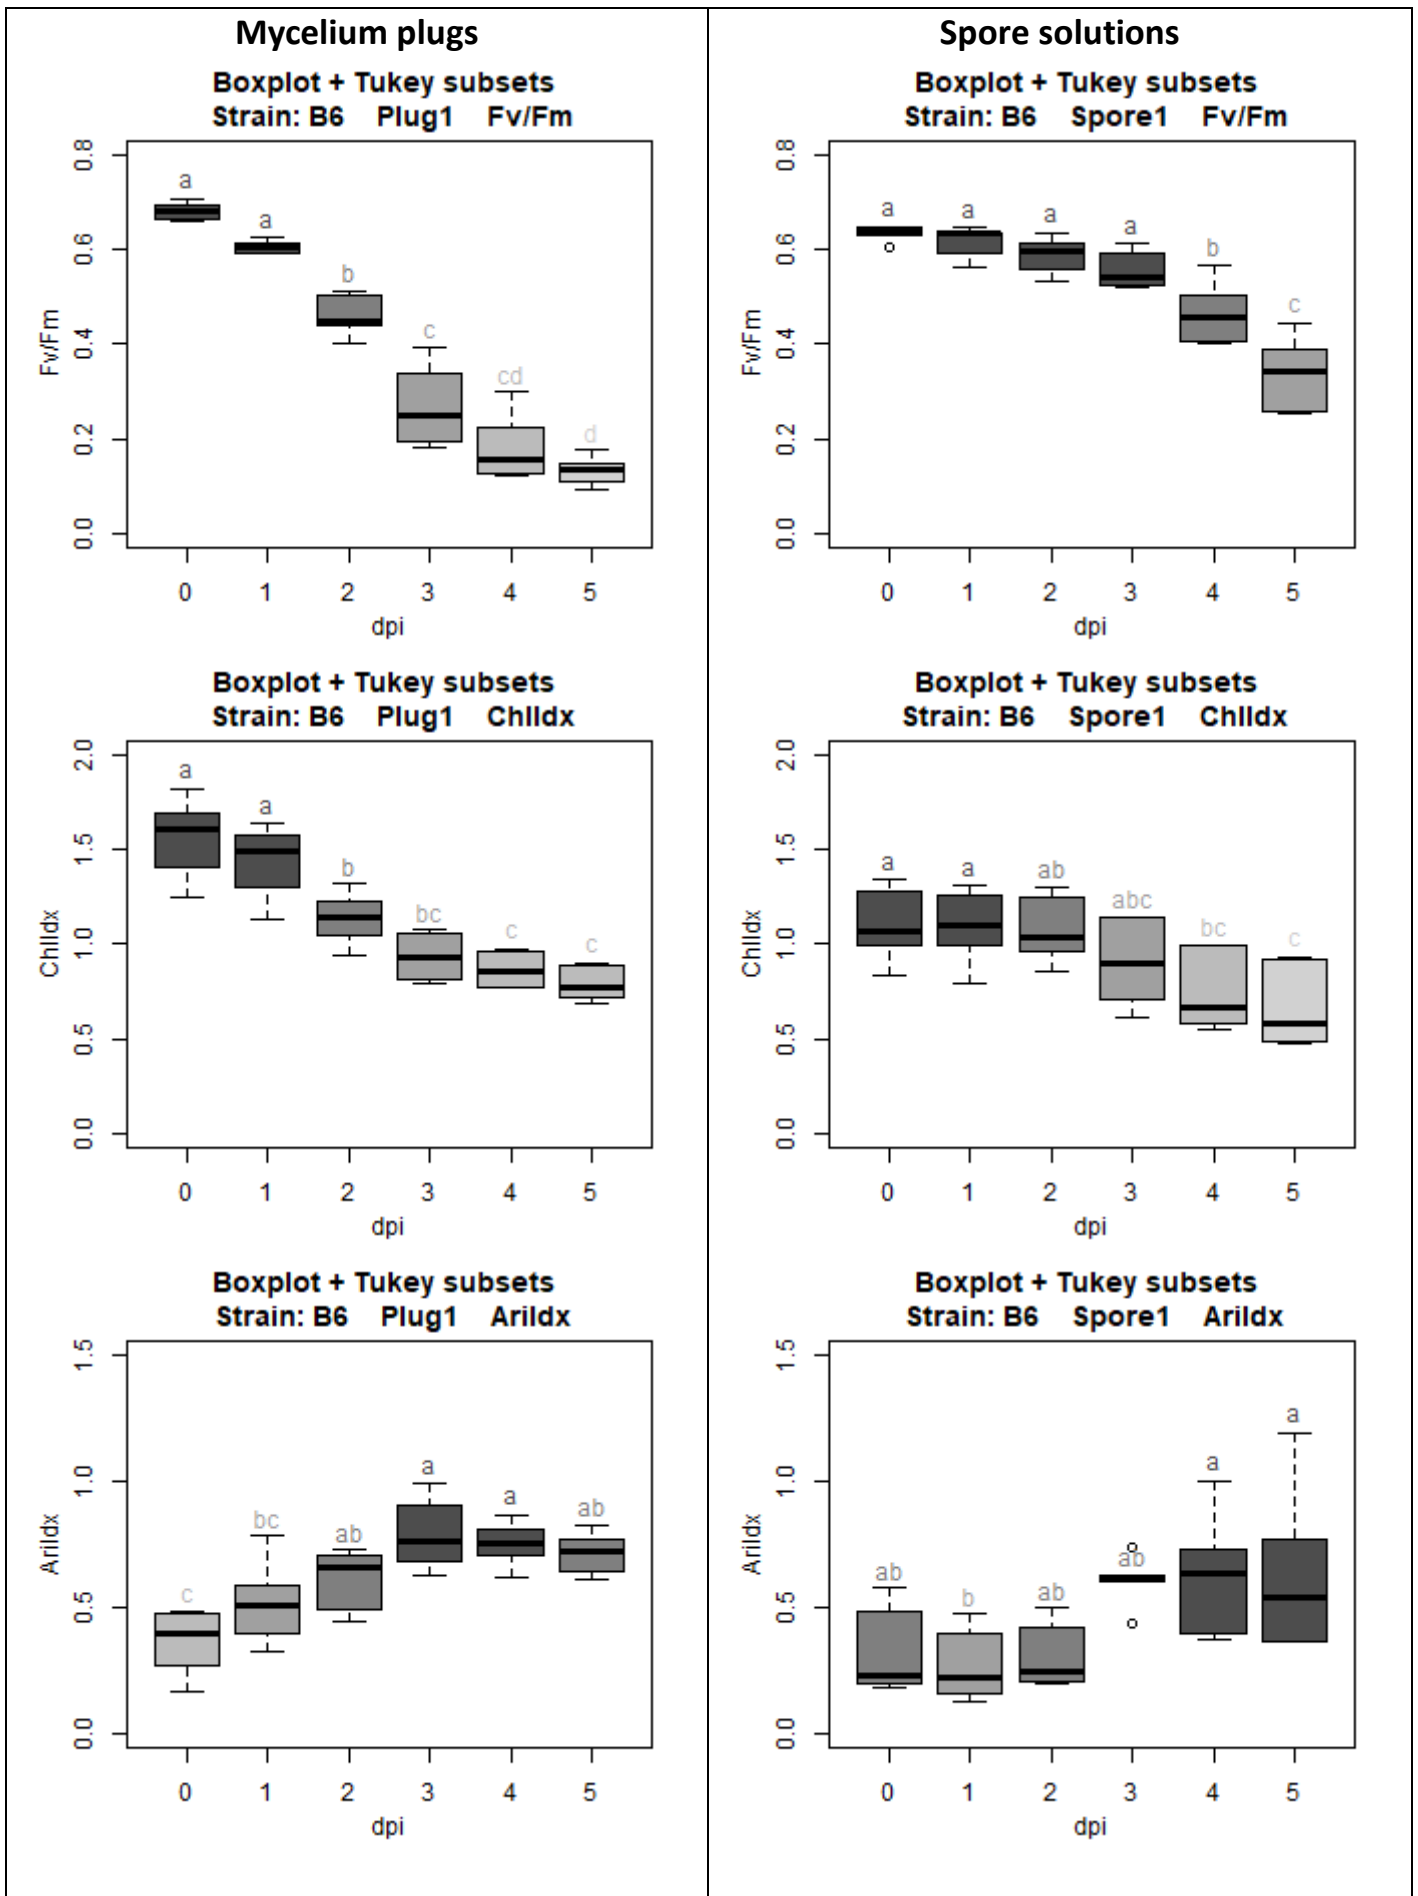 Mycelium plugs
Boxplot + Tukey subsets
Strain: B6 Plug1 Fv/Fm
Fv/Fm
0.8
0.6
0.4
0.2
0.0
a
a
b
c
cd
d
0 1 2 3 4 5
dpi
Boxplot + Tukey subsets
Strain: B6 Plug1 ChlIdx
ChlIdx
2.0
1.5
1.0
0.5
0.0
a
a
b
bc
c
c
0 1 2 3 4 5
dpi
Boxplot + Tukey subsets
Strain: B6 Plug1 AriIdx
AriIdx
1.5
1.0
0.5
0.0
c
bc
ab
a
a
ab
0 1 2 3 4 5
dpi
Spore solutions
Boxplot + Tukey subsets
Strain: B6 Spore1 Fv/Fm
Fv/Fm
0.8
0.6
0.4
0.2
0.0
a
a
a
a
b
c
0 1 2 3 4 5
dpi
Boxplot + Tukey subsets
Strain: B6 Spore1 ChlIdx
ChlIdx
2.0
1.5
1.0
0.5
0.0
a
a
ab
abc
bc
c
0 1 2 3 4 5
dpi
Boxplot + Tukey subsets
Strain: B6 Spore1 AriIdx
AriIdx
1.5
1.0
0.5
0.0
ab
b
ab
ab
a
a
0 1 2 3 4 5
dpi